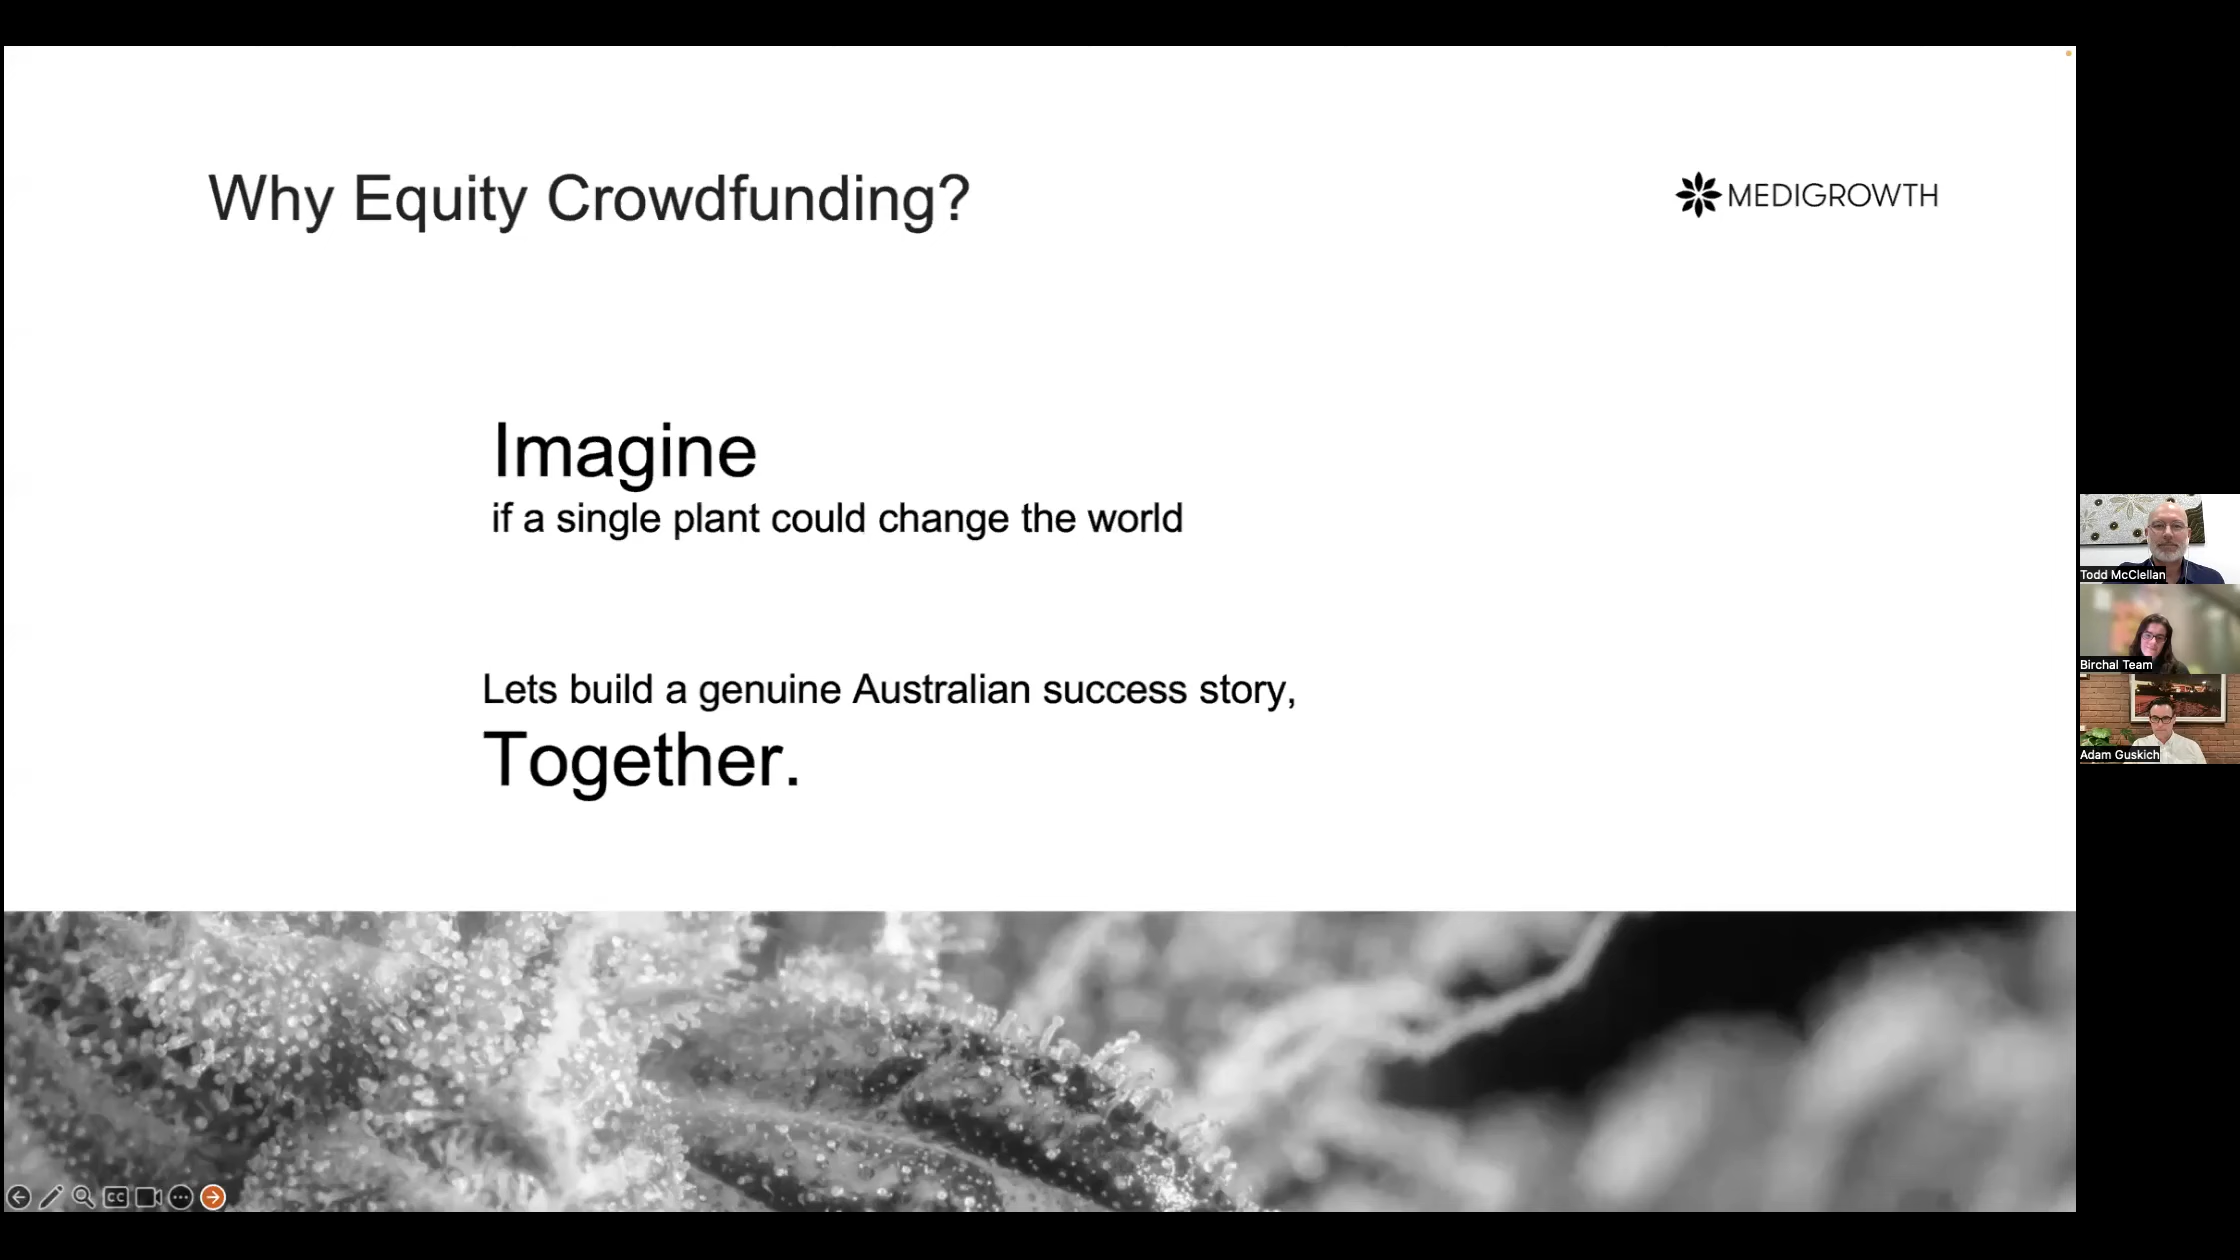 Why Equity Crowdfunding?
MEDIGROWTH
Imagine
if a single plant could change the world
Lets build a genuine Australian success story,
Together.
Todd McClellan
Birchal Team
Adam Guskich
CC